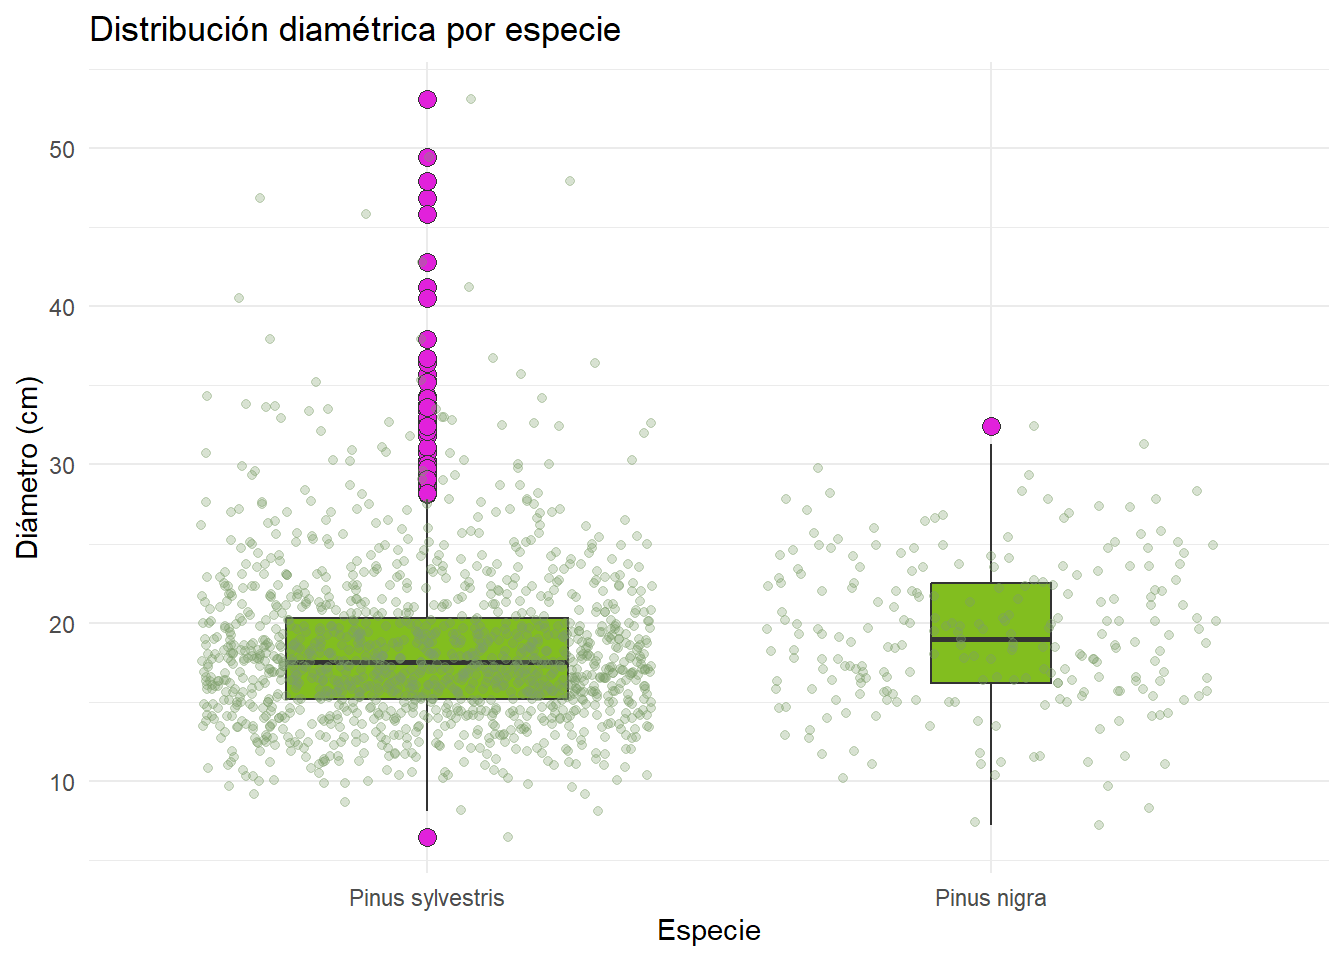 Distribución diamétrica por especie
Diámetro (cm)
50
40
30
20
10
Pinus sylvestris
Pinus nigra
Especie